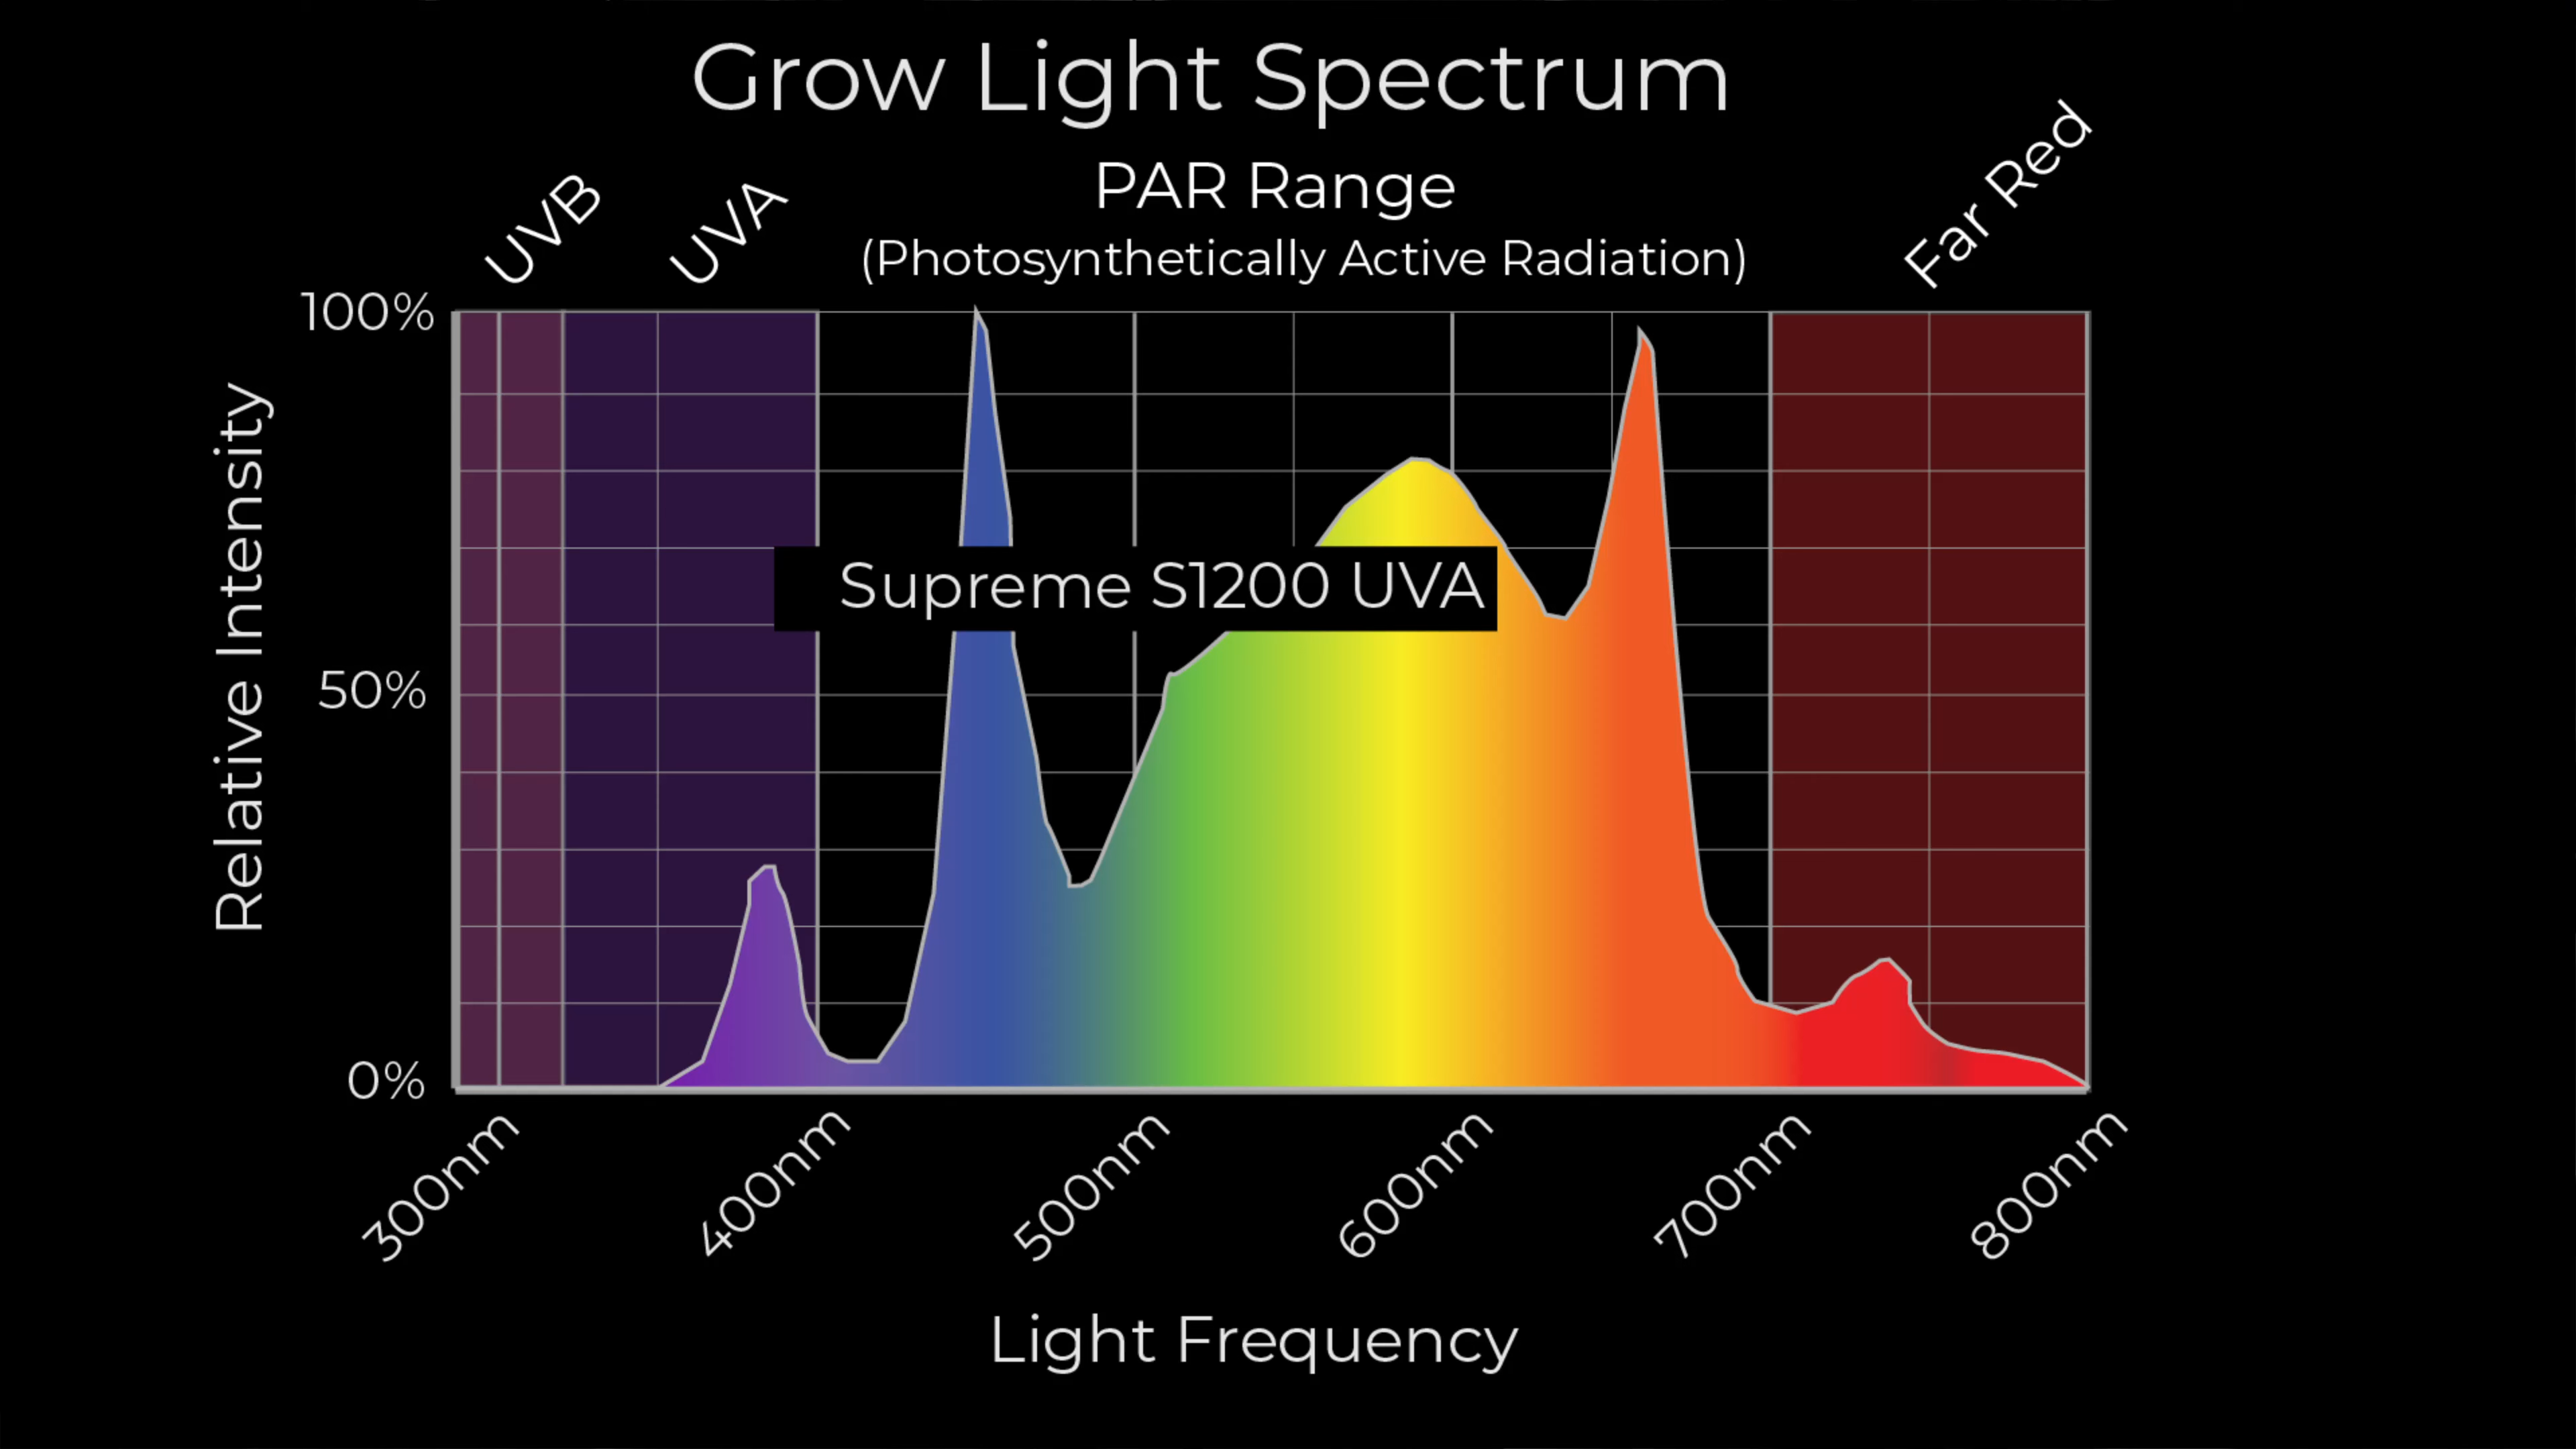 Grow Light Spectrum
PAR Range
(Photosynthetically Active Radiation)
UVB
UVA
Far Red
100%
50%
0%
Relative Intensity
Supreme S1200 UVA
300nm
400nm
500nm
600nm
700nm
800nm
Light Frequency